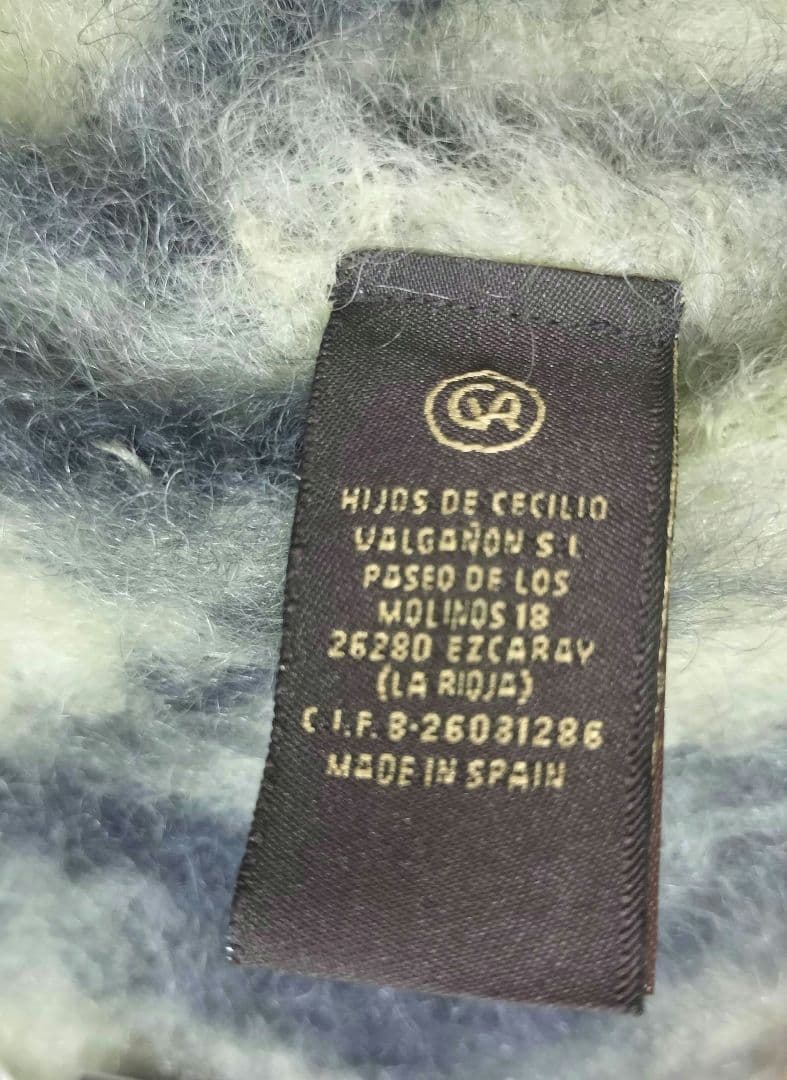 HIJOS DE CECILIO
VALGAÑON S.L
PASEO DE LOS
MOLINOS 18
26280 EZCARAY
(LA RIOJA)
C.I.F. B-26031286
MADE IN SPAIN